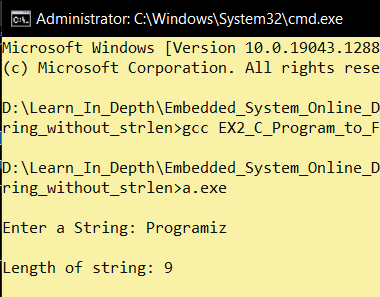 Administrator: C:\Windows\System32\cmd.exe
Microsoft Windows [Version 10.0.19043.1288
(c) Microsoft Corporation. All rights rese
D:\Learn_In_Depth\Embedded_System_Online_D
ring_without_strlen>gcc EX2_C_Program_to_F
D:\Learn_In_Depth\Embedded_System_Online_D
ring_without_strlen>a.exe
Enter a String: Programiz
Length of string: 9